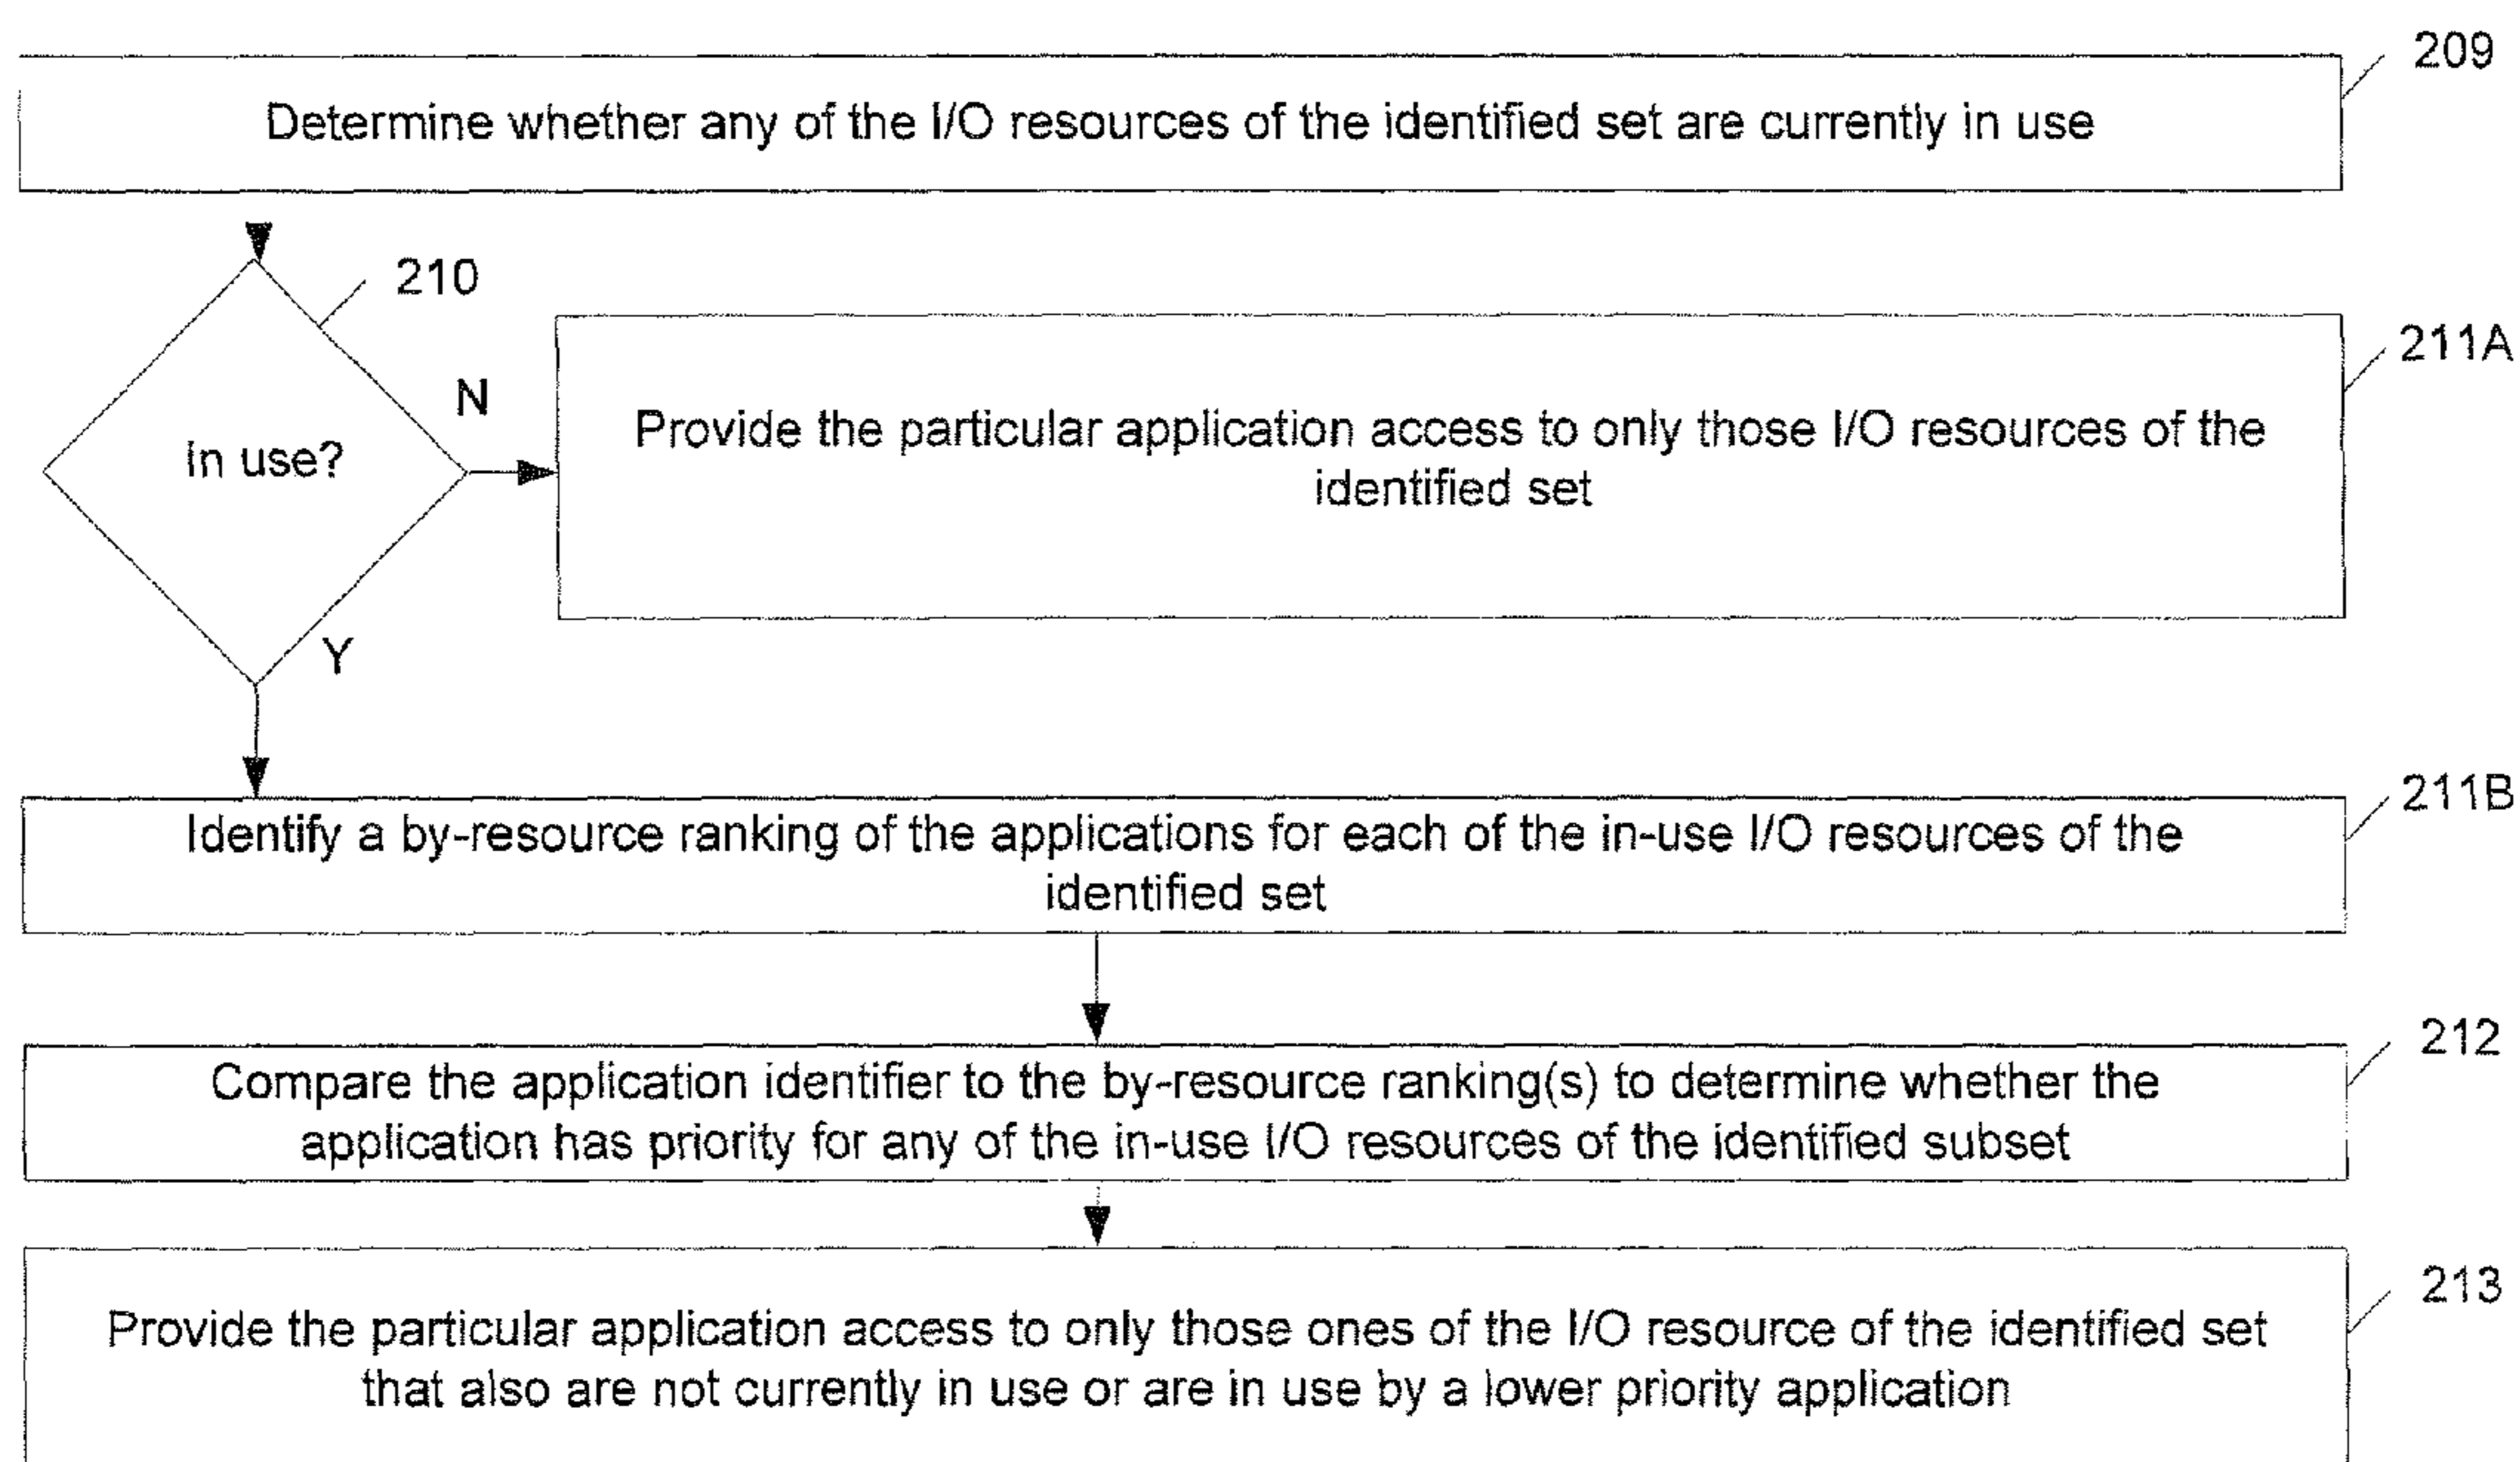 209
Determine whether any of the I/O resources of the identified set are currently in use
210
In use?
N
Y
211A
Provide the particular application access to only those I/O resources of the
identified set
211B
Identify a by-resource ranking of the applications for each of the in-use I/O resources of the
identified set
212
Compare the application identifier to the by-resource ranking(s) to determine whether the
application has priority for any of the in-use I/O resources of the identified subset
213
Provide the particular application access to only those ones of the I/O resource of the identified set
that also are not currently in use or are in use by a lower priority application